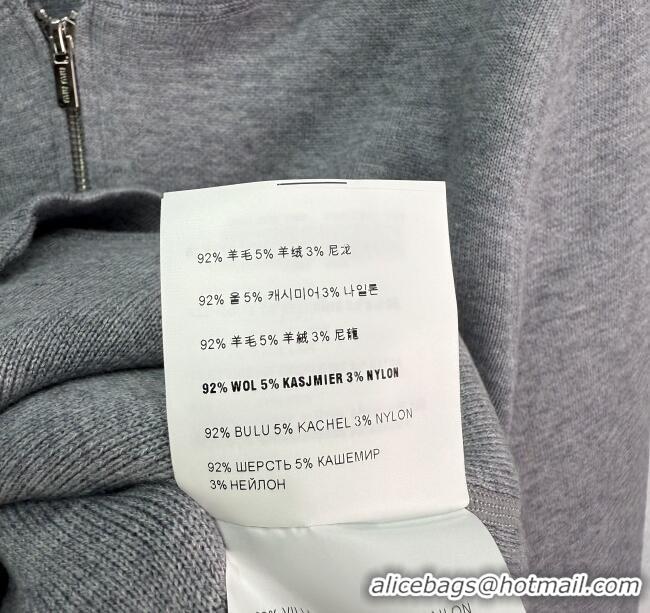 MIU MIU
92% 羊毛 5% 羊绒 3% 尼龙
92% 울 5% 캐시미어 3% 나일론
92% 羊毛 5% 羊絨 3% 尼龍
92% WOL 5% KASJMIER 3% NYLON
92% BULU 5% KACHEL 3% NYLON
92% ШЕРСТЬ 5% КАШЕМИР
3% НЕЙЛОН
alicebags@hotmail.com